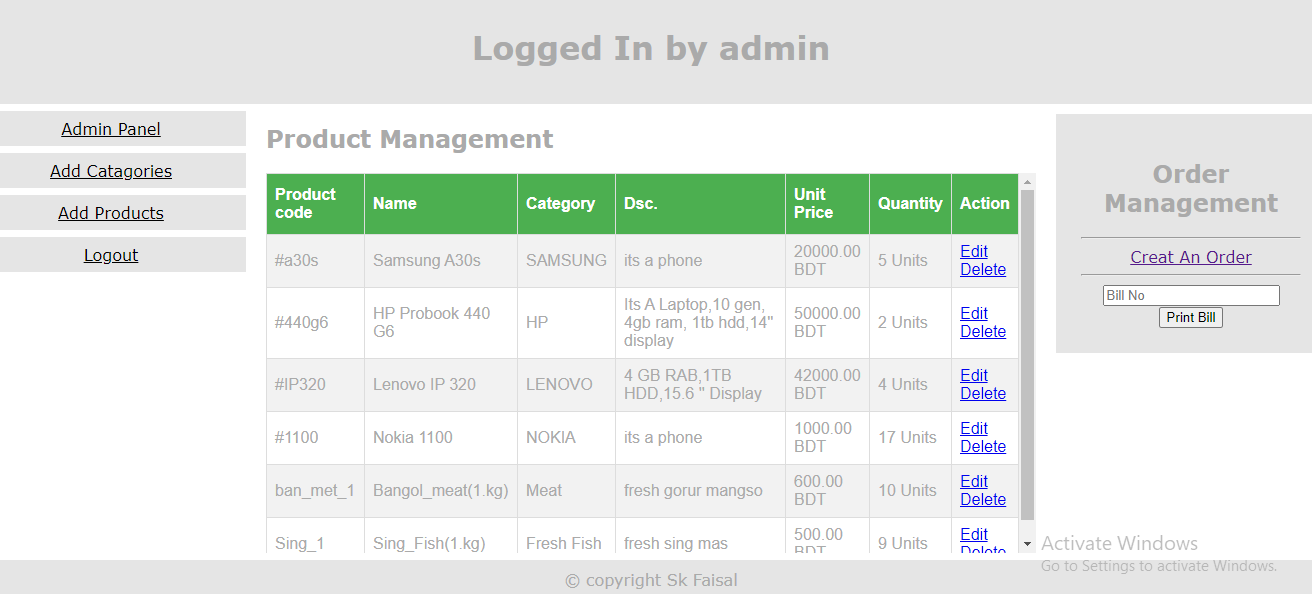 Logged In by admin
Admin Panel
Add Catagories
Add Products
Logout
Product Management
Product code Name Category Dsc. Unit Price Quantity Action
#a30s Samsung A30s SAMSUNG its a phone 20000.00 BDT 5 Units Edit Delete
#440g6 HP Probook 440 G6 HP Its A Laptop,10 gen, 4gb ram, 1tb hdd,14" display 50000.00 BDT 2 Units Edit Delete
#IP320 Lenovo IP 320 LENOVO 4 GB RAB,1TB HDD,15.6 " Display 42000.00 BDT 4 Units Edit Delete
#1100 Nokia 1100 NOKIA its a phone 1000.00 BDT 17 Units Edit Delete
ban_met_1 Bangol_meat(1.kg) Meat fresh gorur mangso 600.00 BDT 10 Units Edit Delete
Sing_1 Sing_Fish(1.kg) Fresh Fish fresh sing mas 500.00 BDT 9 Units Edit Delete
Order
Management
Creat An Order
Bill No
Print Bill
Activate Windows
Go to Settings to activate Windows.
© copyright Sk Faisal